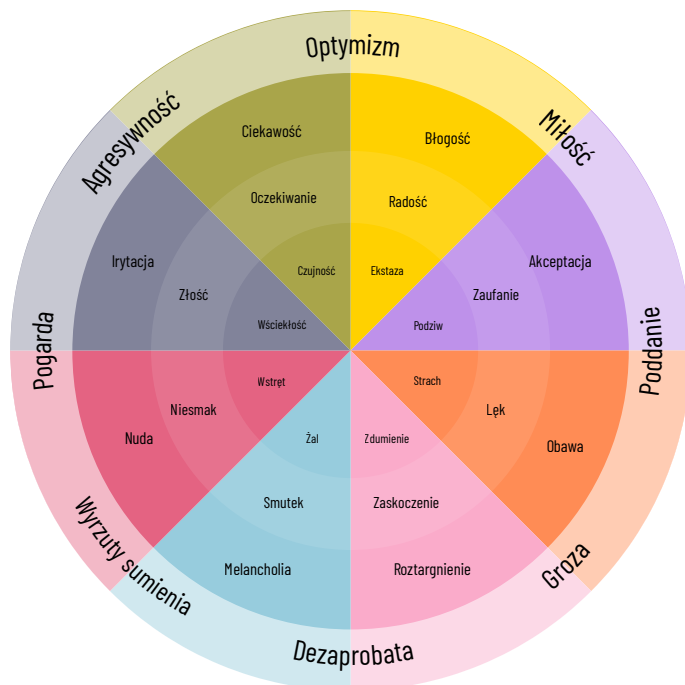 Optymizm
Miłość
Poddanie
Groza
Dezaprobata
Wyrzuty sumienia
Pogarda
Agresywność
Ciekawość
Oczekiwanie
Czujność
Błogość
Radość
Ekstaza
Akceptacja
Zaufanie
Podziw
Obawa
Lęk
Strach
Roztargnienie
Zaskoczenie
Zdumienie
Melancholia
Smutek
Żal
Nuda
Niesmak
Wstręt
Irytacja
Złość
Wściekłość